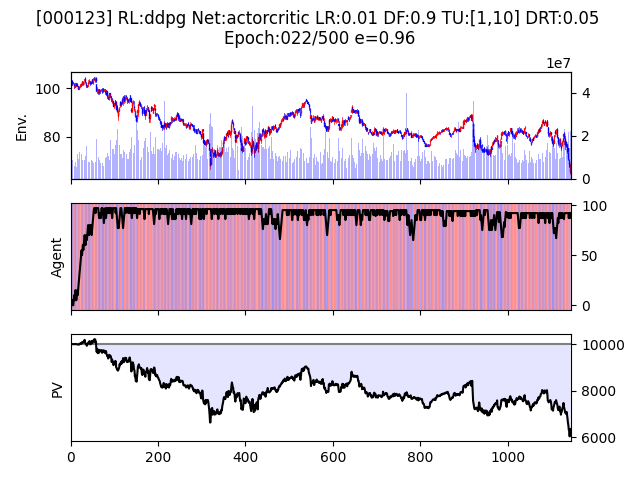 [000123] RL:ddpg Net:actorcritic LR:0.01 DF:0.9 TU:[1,10] DRT:0.05
Epoch:022/500 e=0.96
1e7
Env.
100
80
4
2
0
Agent
100
50
0
PV
10000
8000
6000
0
200
400
600
800
1000